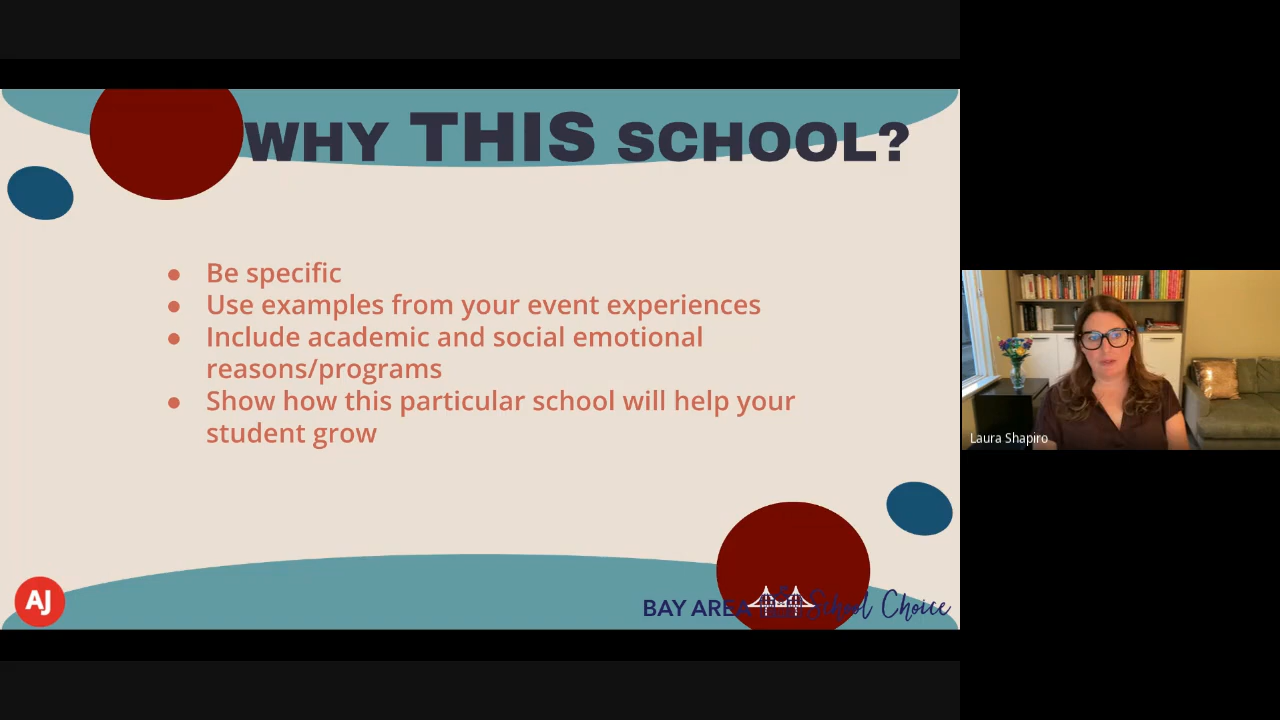 WHY THIS SCHOOL?
● Be specific
● Use examples from your event experiences
● Include academic and social emotional
reasons/programs
● Show how this particular school will help your
student grow
Laura Shapiro
AJ
BAY AREA School Choice